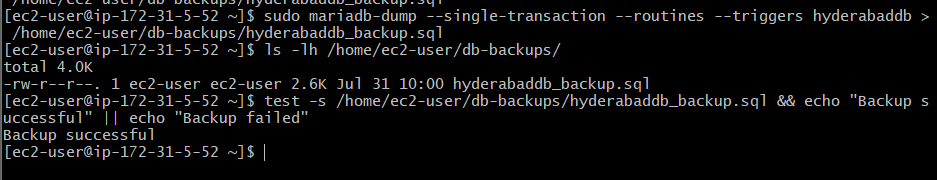 /home/ec2-user/db-backups/hyderabaddb_backup.sql
[ec2-user@ip-172-31-5-52 ~]$ sudo mariadb-dump --single-transaction --routines --triggers hyderabaddb >
 /home/ec2-user/db-backups/hyderabaddb_backup.sql
[ec2-user@ip-172-31-5-52 ~]$ ls -lh /home/ec2-user/db-backups/
total 4.0K
-rw-r--r--. 1 ec2-user ec2-user 2.6K Jul 31 10:00 hyderabaddb_backup.sql
[ec2-user@ip-172-31-5-52 ~]$ test -s /home/ec2-user/db-backups/hyderabaddb_backup.sql && echo "Backup s
uccessful" || echo "Backup failed"
Backup successful
[ec2-user@ip-172-31-5-52 ~]$